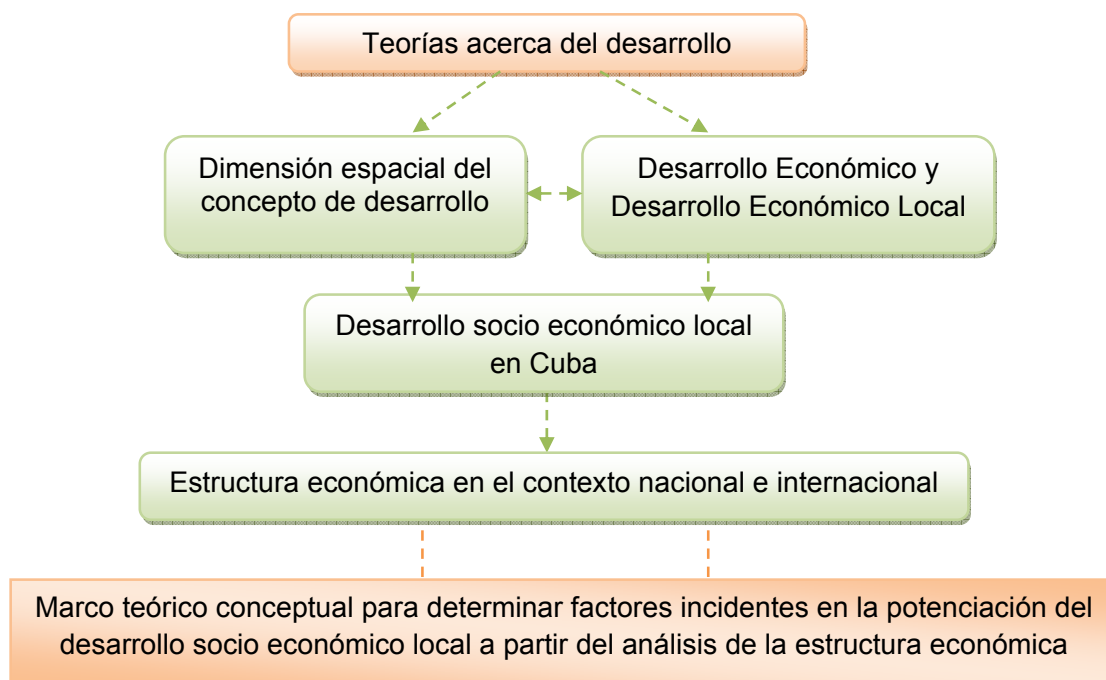 Teorías acerca del desarrollo
Dimensión espacial del
concepto de desarrollo
Desarrollo Económico y
Desarrollo Económico Local
Desarrollo socio económico local
en Cuba
Estructura económica en el contexto nacional e internacional
Marco teórico conceptual para determinar factores incidentes en la potenciación del
desarrollo socio económico local a partir del análisis de la estructura económica